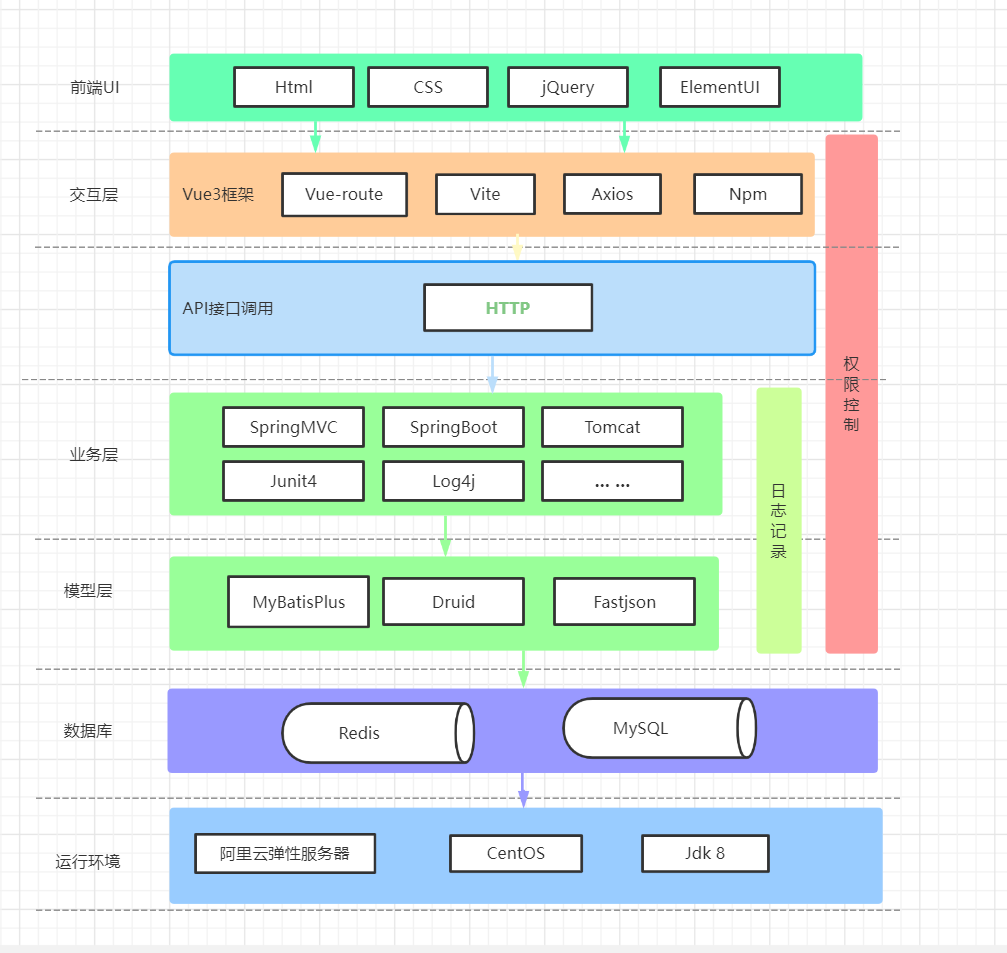 前端UI
Html
CSS
jQuery
ElementUI
交互层
Vue3框架
Vue-route
Vite
Axios
Npm
API接口调用
HTTP
权限控制
业务层
SpringMVC
SpringBoot
Tomcat
Junit4
Log4j
... ...
日志记录
模型层
MyBatisPlus
Druid
Fastjson
数据库
Redis
MySQL
运行环境
阿里云弹性服务器
CentOS
Jdk 8